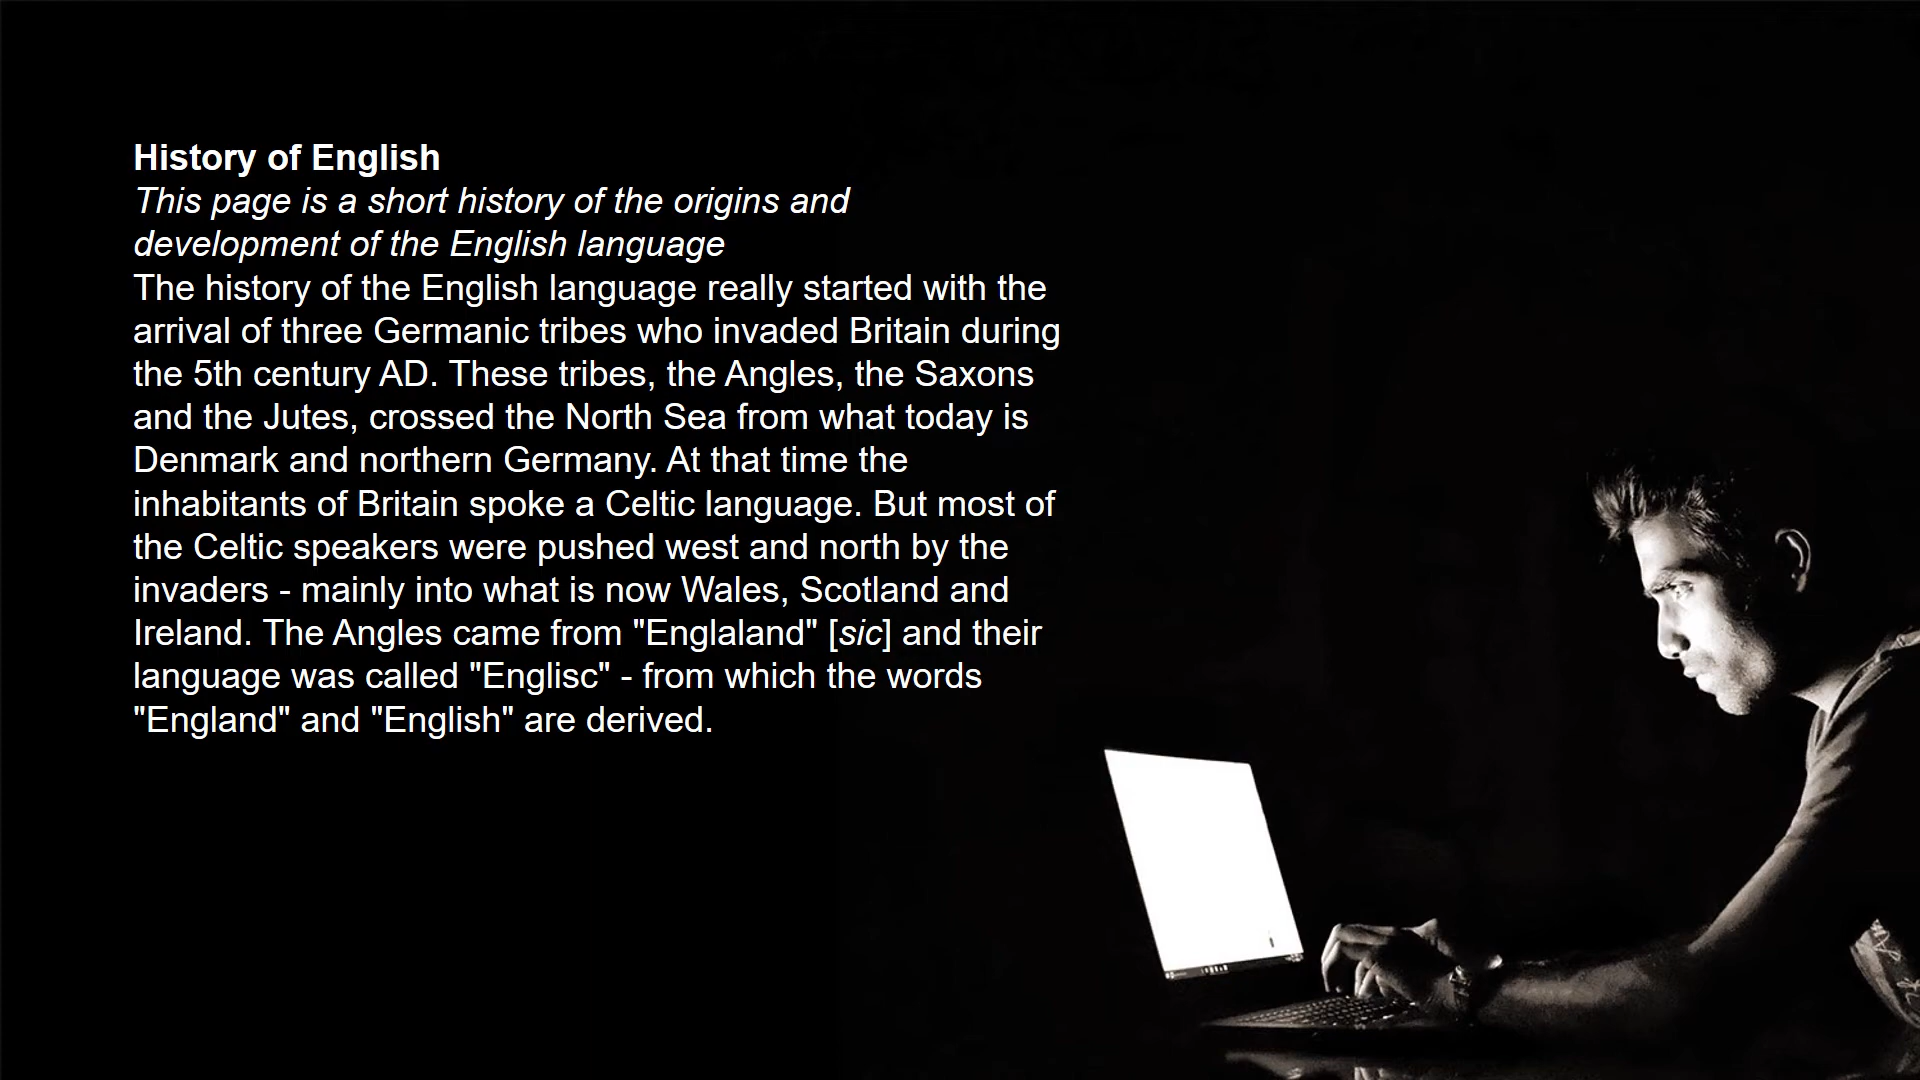 History of English
This page is a short history of the origins and
development of the English language
The history of the English language really started with the
arrival of three Germanic tribes who invaded Britain during
the 5th century AD. These tribes, the Angles, the Saxons
and the Jutes, crossed the North Sea from what today is
Denmark and northern Germany. At that time the
inhabitants of Britain spoke a Celtic language. But most of
the Celtic speakers were pushed west and north by the
invaders - mainly into what is now Wales, Scotland and
Ireland. The Angles came from "Englaland" [sic] and their
language was called "Englisc" - from which the words
"England" and "English" are derived.